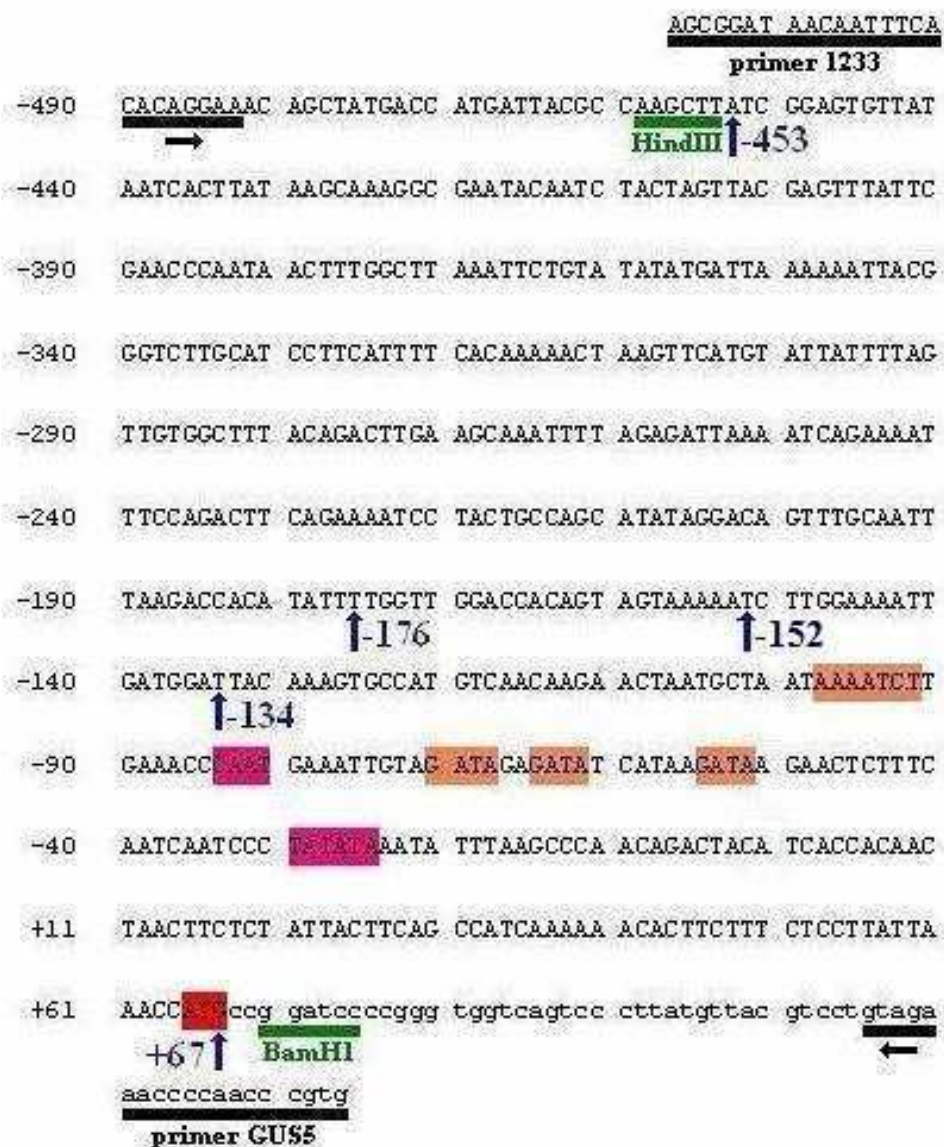 AGCGGAT AACAATTTCA
primer 1233
-490 CACAGGAAAC AGCTATGACC ATGATTACGC CAAGCTTATC GGAGTGTTAT
HindIII -453
-440 AATCACTTAT AAGCAAAGGC GAATACAATC TACTAGTTAC GAGTTTATTC
-390 GAACCCAATA ACTTTGGCTT AAATTCTGTA TATATGATTA AAAAATTACG
-340 GGTCTTGCAT CCTTCATTTT CACAAAAACT AAGTTCATGT ATTATTTTAG
-290 TTGTGGCTTT ACAGACTTGA AGCAAATTTT AGAGATTAAA ATCAGAAAAT
-240 TTCCAGACTT CAGAAAATCC TACTGCCAGC ATATAGGACA GTTTGCAATT
-190 TAAGACCACA TATTTTGGTT GGACCACAGT AGTAAAAATC TTGGAAAATT
-176 -152
-140 GATGGATTAC AAAGTGCCAT GTCAACAAGA ACTAATGCTA ATAAAATCTT
-134
-90 GAAACCCAAT GAAATTGTAG ATAGAGATAT CATAAGATAA GAACTCTTTC
-40 AATCAATCCC TATATAAATA TTTAAGCCCA ACAGACTACA TCACCACAAC
+11 TAACTTCTCT ATTACTTCAG CCATCAAAAA ACACTTCTTT CTCCTTATTA
+61 AACCATGccg gatccccggg tggtcagtcc cttatgttac gtcctgtaga
+67 BamHI
aaccccaacc cgtg
primer GUS5